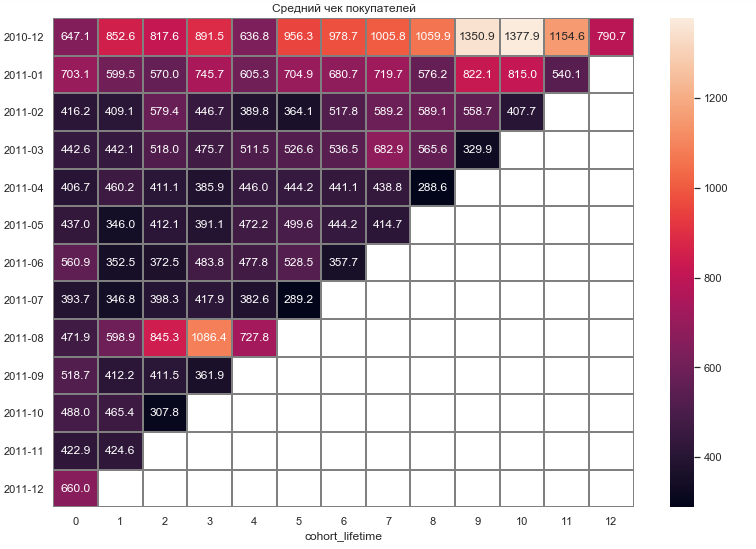 Средний чек покупателей
2010-12 647.1 852.6 817.6 891.5 636.8 956.3 978.7 1005.8 1059.9 1350.9 1377.9 1154.6 790.7
2011-01 703.1 599.5 570.0 745.7 605.3 704.9 680.7 719.7 576.2 822.1 815.0 540.1
2011-02 416.2 409.1 579.4 446.7 389.8 364.1 517.8 589.2 589.1 558.7 407.7
2011-03 442.6 442.1 518.0 475.7 511.5 526.6 536.5 682.9 565.6 329.9
2011-04 406.7 460.2 411.1 385.9 446.0 444.2 441.1 438.8 288.6
2011-05 437.0 346.0 412.1 391.1 472.2 499.6 444.2 414.7
2011-06 560.9 352.5 372.5 483.8 477.8 528.5 357.7
2011-07 393.7 346.8 398.3 417.9 382.6 289.2
2011-08 471.9 598.9 845.3 1086.4 727.8
2011-09 518.7 412.2 411.5 361.9
2011-10 488.0 465.4 307.8
2011-11 422.9 424.6
2011-12 660.0
0 1 2 3 4 5 6 7 8 9 10 11 12
cohort_lifetime
1200
1000
800
600
400